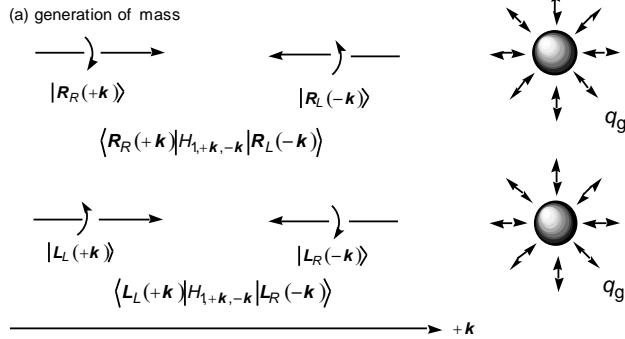 (a) generation of mass
|R_R(+k)⟩ |R_L(-k)⟩
q_g
⟨R_R(+k)|H_{1,+k,-k}|R_L(-k)⟩
|L_L(+k)⟩ |L_R(-k)⟩
q_g
⟨L_L(+k)|H_{1,+k,-k}|L_R(-k)⟩
+k